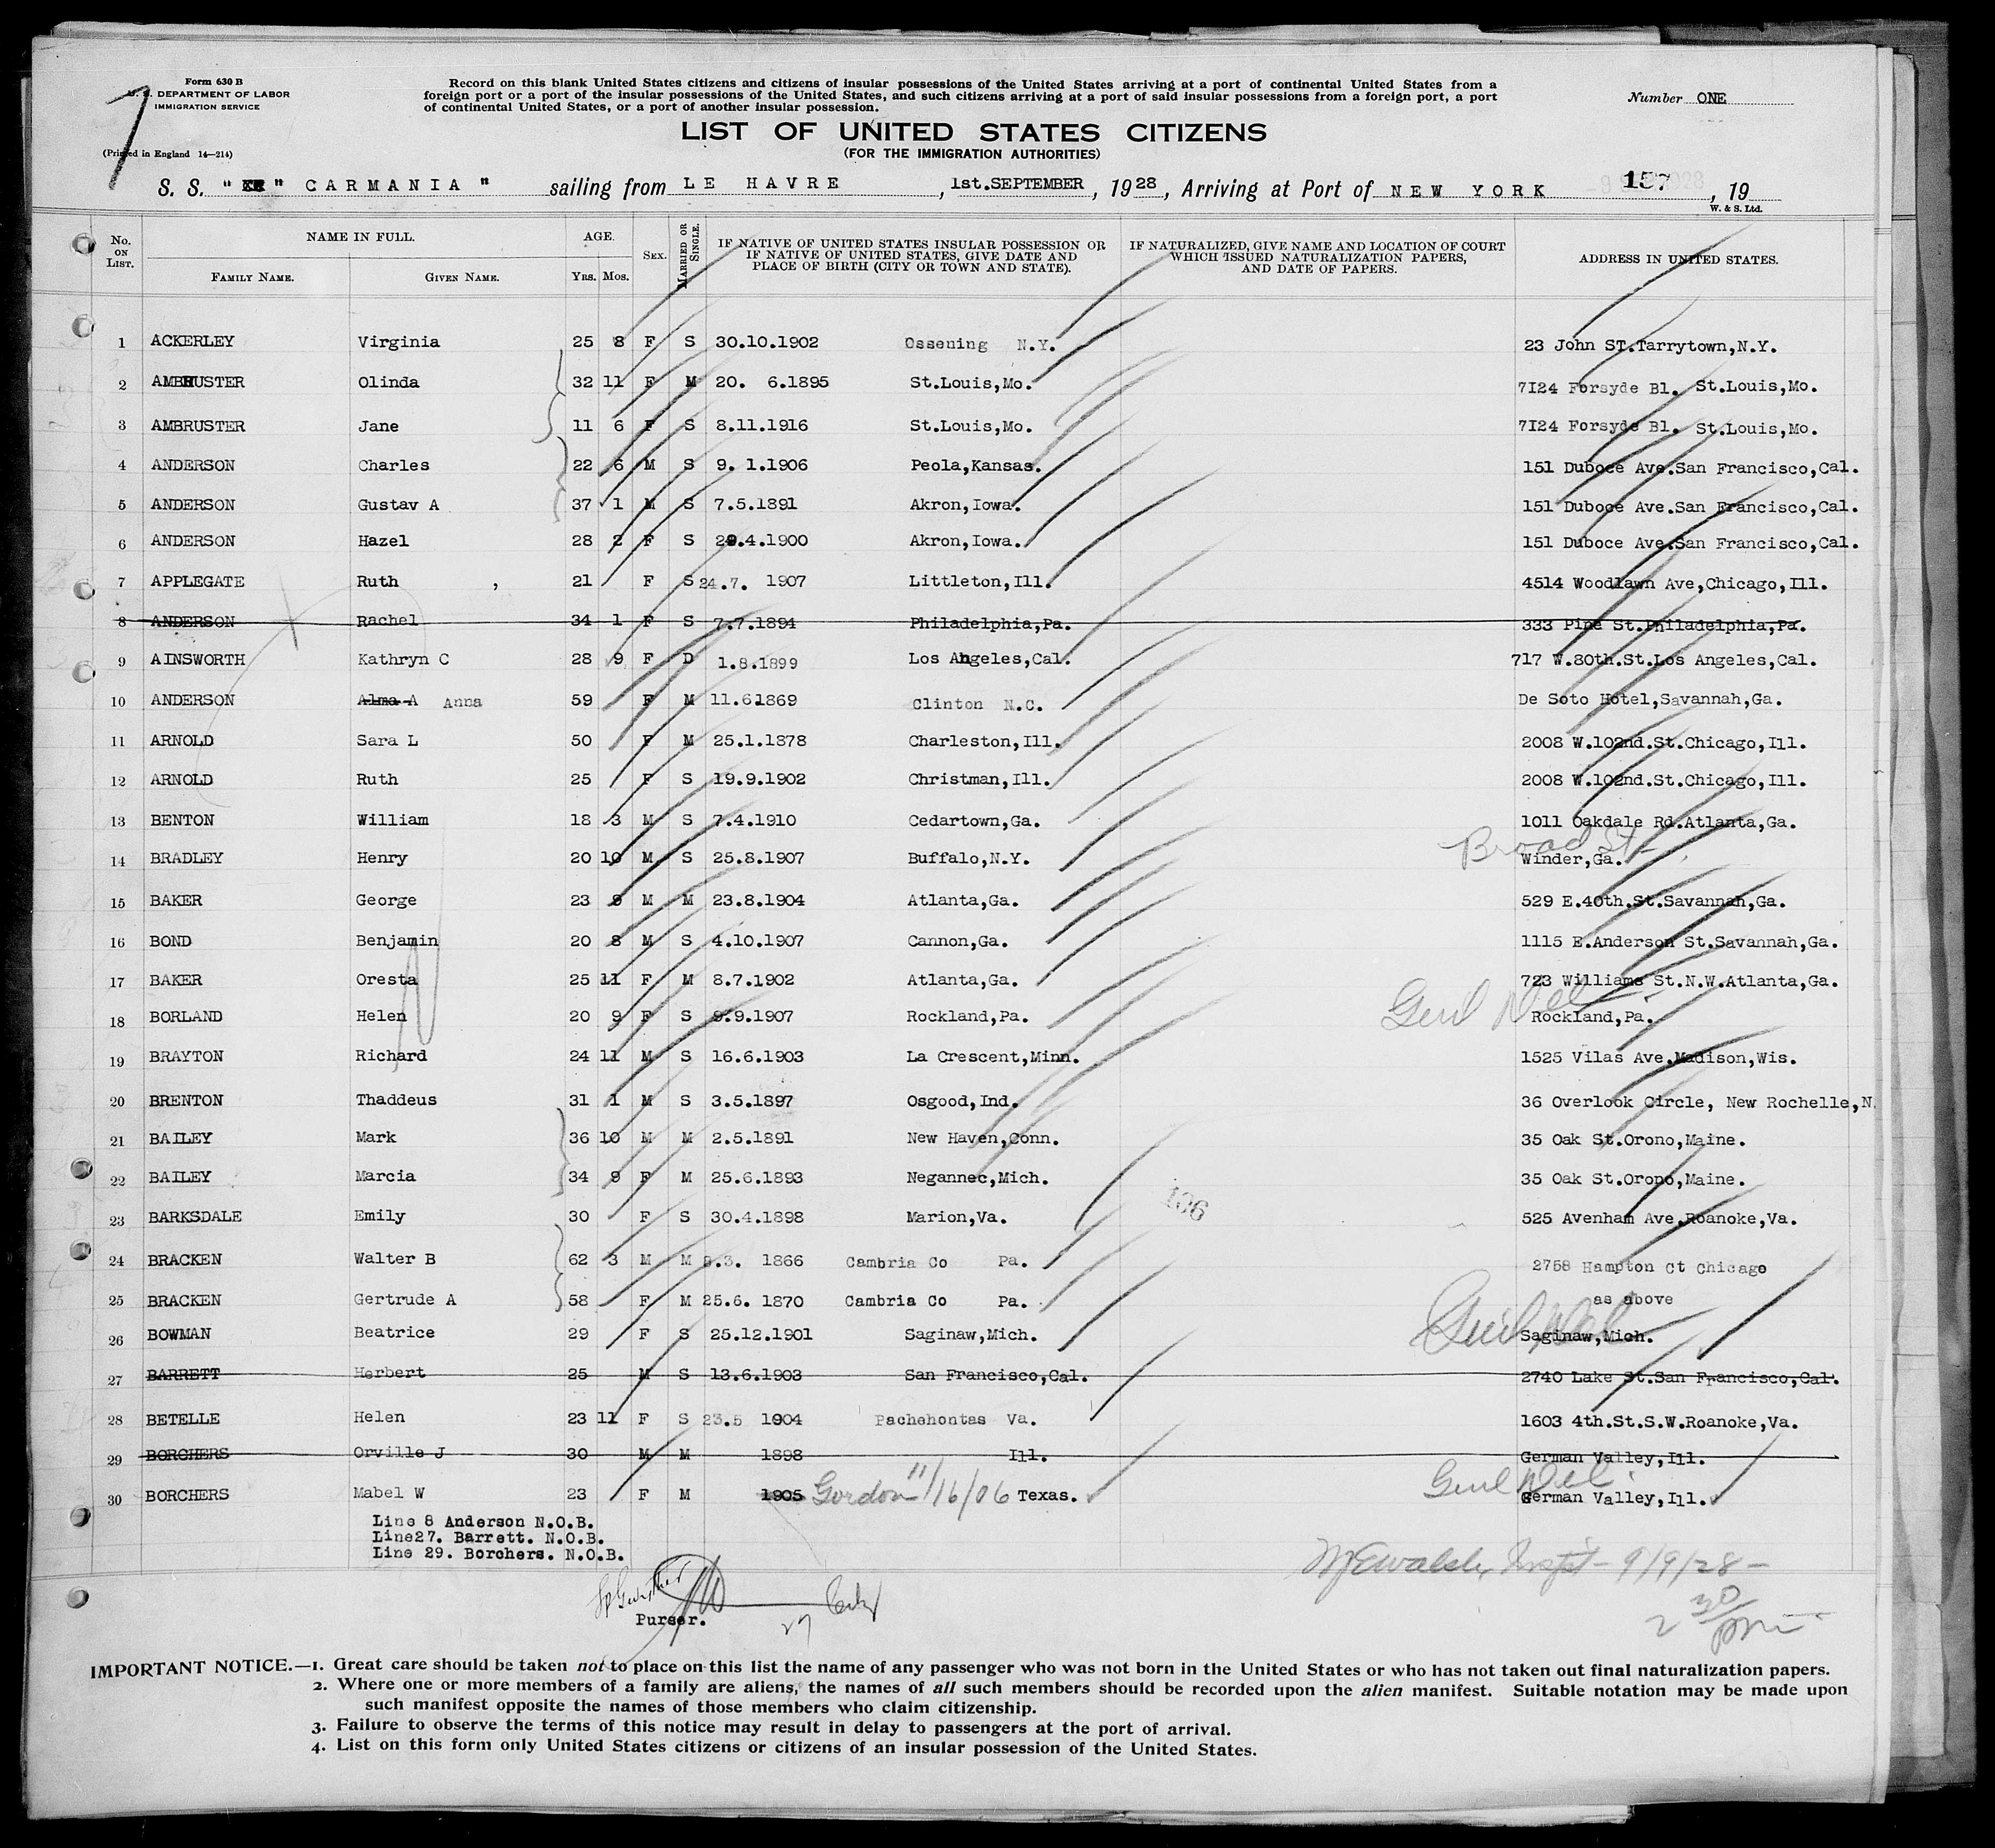 Form 630 B
U. S. DEPARTMENT OF LABOR
IMMIGRATION SERVICE
(Printed in England 14—214)
Record on this blank United States citizens and citizens of insular possessions of the United States arriving at a port of continental United States from a
foreign port or a port of the insular possessions of the United States, and such citizens arriving at a port of said insular possessions from a foreign port, a port
of continental United States, or a port of another insular possession.
Number ONE
LIST OF UNITED STATES CITIZENS
(FOR THE IMMIGRATION AUTHORITIES)
S. S. " " CARMANIA " sailing from LE HAVRE , 1st.SEPTEMBER , 1928 , Arriving at Port of NEW YORK 157 , 19
W. & S. Ltd.
No. ON LIST. NAME IN FULL. FAMILY NAME. GIVEN NAME. AGE. YRS. MOS. SEX. MARRIED OR SINGLE. IF NATIVE OF UNITED STATES INSULAR POSSESSION OR IF NATIVE OF UNITED STATES, GIVE DATE AND PLACE OF BIRTH (CITY OR TOWN AND STATE). IF NATURALIZED, GIVE NAME AND LOCATION OF COURT WHICH ISSUED NATURALIZATION PAPERS, AND DATE OF PAPERS. ADDRESS IN UNITED STATES.
1 ACKERLEY Virginia 25 8 F S 30.10.1902 Ossening N.Y. 23 John ST.Tarrytown,N.Y.
2 AMBRUSTER Olinda 32 11 F M 20. 6.1895 St.Louis,Mo. 7124 Forsyde Bl. St.Louis,Mo.
3 AMBRUSTER Jane 11 6 F S 8.11.1916 St.Louis,Mo. 7124 Forsyde Bl. St.Louis,Mo.
4 ANDERSON Charles 22 6 M S 9. 1.1906 Peola,Kansas. 151 Duboce Ave.San Francisco,Cal.
5 ANDERSON Gustav A 37 1 M S 7.5.1891 Akron,Iowa. 151 Duboce Ave.San Francisco,Cal.
6 ANDERSON Hazel 28 2 F S 29.4.1900 Akron,Iowa. 151 Duboce Ave.San Francisco,Cal.
7 APPLEGATE Ruth , 21 F S 24.7. 1907 Littleton,Ill. 4514 Woodlawn Ave,Chicago,Ill.
8 ANDERSON Rachel 34 1 F S 7.7.1894 Philadelphia,Pa. 333 Pine St.Philadelphia,Pa.
9 AINSWORTH Kathryn C 28 9 F D 1.8.1899 Los Angeles,Cal. 717 W.80th.St.Los Angeles,Cal.
10 ANDERSON Alma A Anna 59 F M 11.6.1869 Clinton N.C. De Soto Hotel,Savannah,Ga.
11 ARNOLD Sara L 50 F M 25.1.1878 Charleston,Ill. 2008 W.102nd.St.Chicago,Ill.
12 ARNOLD Ruth 25 F S 19.9.1902 Christman,Ill. 2008 W.102nd.St.Chicago,Ill.
13 BENTON William 18 3 M S 7.4.1910 Cedartown,Ga. 1011 Oakdale Rd.Atlanta,Ga.
Broad St
14 BRADLEY Henry 20 10 M S 25.8.1907 Buffalo,N.Y. Winder,Ga.
15 BAKER George 23 9 M M 23.8.1904 Atlanta,Ga. 529 E.40th.St.Savannah,Ga.
16 BOND Benjamin 20 8 M S 4.10.1907 Cannon,Ga. 1115 E.Anderson St.Savannah,Ga.
17 BAKER Oresta 25 11 F M 8.7.1902 Atlanta,Ga. 723 Williams St.N.W.Atlanta,Ga.
Genl Del
18 BORLAND Helen 20 9 F S 9.9.1907 Rockland,Pa. Rockland,Pa.
19 BRAYTON Richard 24 11 M S 16.6.1903 La Crescent,Minn. 1525 Vilas Ave.Madison,Wis.
20 BRENTON Thaddeus 31 1 M S 3.5.1897 Osgood,Ind. 36 Overlook Circle, New Rochelle,N.
21 BAILEY Mark 36 10 M M 2.5.1891 New Haven,Conn. 35 Oak St.Orono,Maine.
22 BAILEY Marcia 34 9 F M 25.6.1893 Negannec,Mich. 35 Oak St.Orono,Maine.
136
23 BARKSDALE Emily 30 F S 30.4.1898 Marion,Va. 525 Avenham Ave,Roanoke,Va.
24 BRACKEN Walter B 62 3 M M .3. 1866 Cambria Co Pa. 2758 Hampton Ct Chicago
25 BRACKEN Gertrude A 58 F M 25.6. 1870 Cambria Co Pa. as above
Genl Del
26 BOWMAN Beatrice 29 F S 25.12.1901 Saginaw,Mich. Saginaw,Mich.
27 BARRETT Herbert 25 M S 13.6.1903 San Francisco,Cal. 2740 Lake St.San Francisco,Cal.
28 BETELLE Helen 23 11 F S 23.5 1904 Pachehontas Va. 1603 4th.St.S.W.Roanoke,Va.
29 BORCHERS Orville J 30 M M 1898 Ill. German Valley,Ill.
Genl Del.
30 BORCHERS Mabel W 23 F M 1905 Gordon 11/16/06 Texas. German Valley,Ill.
Line 8 Anderson N.O.B.
Line27. Barrett. N.O.B.
Line 29. Borchers. N.O.B.
Inspt- 9/9/28-
Purser.
27
2 30/pm
IMPORTANT NOTICE.—1. Great care should be taken not to place on this list the name of any passenger who was not born in the United States or who has not taken out final naturalization papers.
2. Where one or more members of a family are aliens, the names of all such members should be recorded upon the alien manifest. Suitable notation may be made upon
such manifest opposite the names of those members who claim citizenship.
3. Failure to observe the terms of this notice may result in delay to passengers at the port of arrival.
4. List on this form only United States citizens or citizens of an insular possession of the United States.